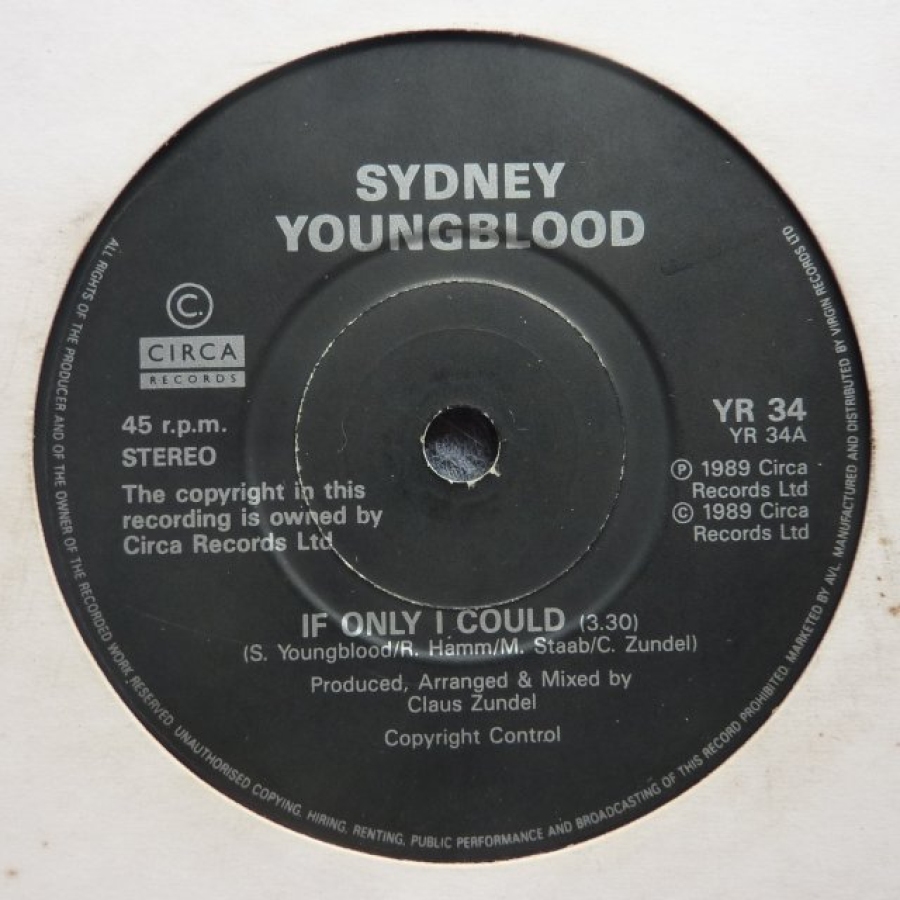 SYDNEY
YOUNGBLOOD
C.
CIRCA
RECORDS
45 r.p.m.
STEREO
The copyright in this
recording is owned by
Circa Records Ltd
YR 34
YR 34A
℗ 1989 Circa
Records Ltd
© 1989 Circa
Records Ltd
IF ONLY I COULD (3.30)
(S. Youngblood/R. Hamm/M. Staab/C. Zundel)
Produced, Arranged & Mixed by
Claus Zundel
Copyright Control
ALL RIGHTS OF THE PRODUCER AND OF THE OWNER OF THE RECORDED WORK RESERVED. UNAUTHORISED COPYING, HIRING, RENTING, PUBLIC PERFORMANCE AND BROADCASTING OF THIS RECORD PROHIBITED. MARKETED BY AVL. MANUFACTURED AND DISTRIBUTED BY VIRGIN RECORDS LTD